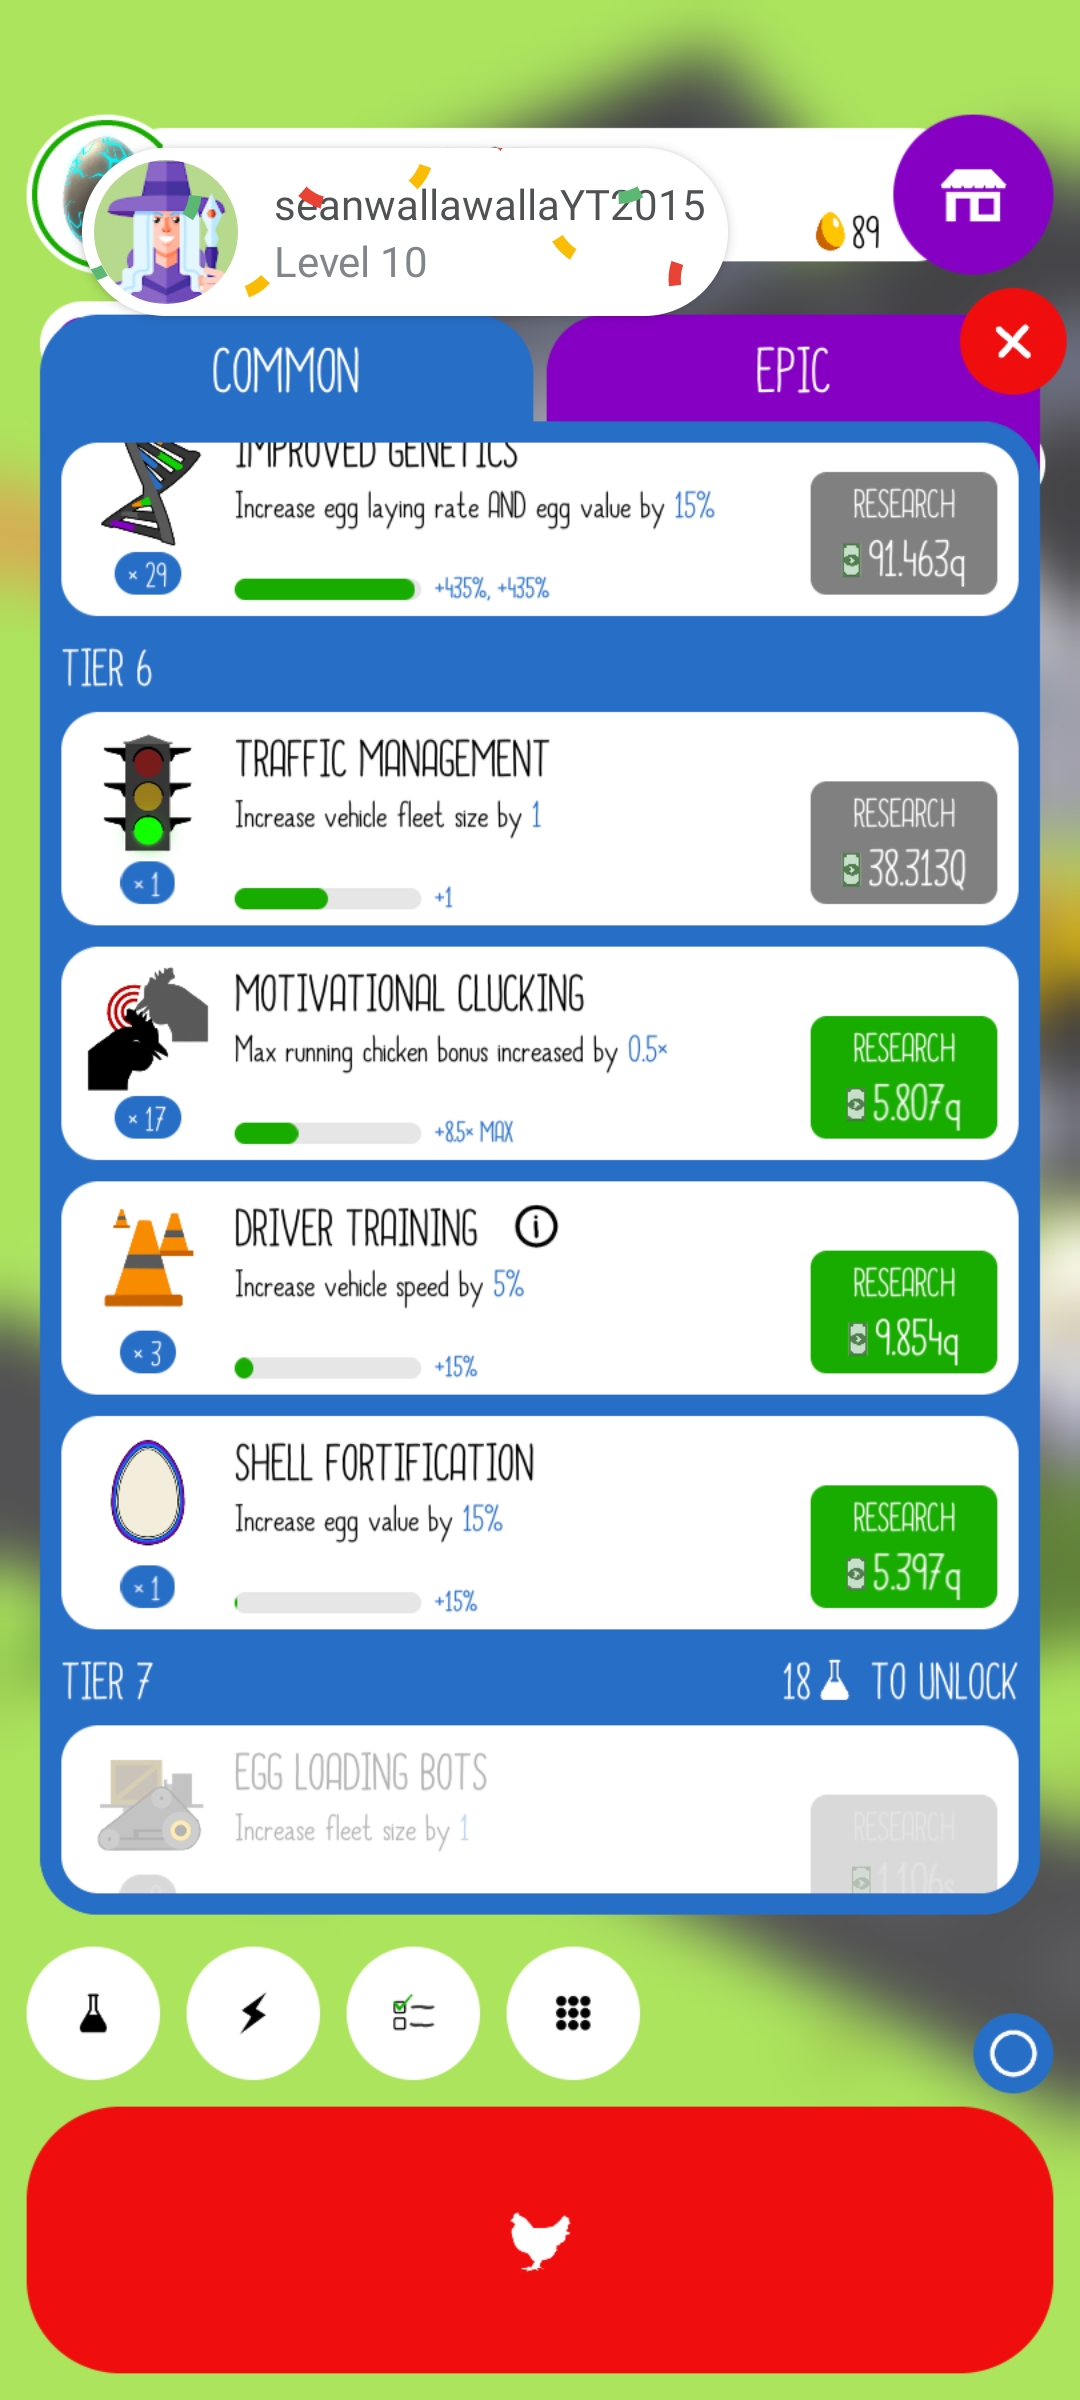 seanwallawallaYT2015
Level 10
89
COMMON
EPIC
IMPROVED GENETICS
Increase egg laying rate AND egg value by 15%
RESEARCH
91.463q
× 29
+435%, +435%
TIER 6
TRAFFIC MANAGEMENT
Increase vehicle fleet size by 1
RESEARCH
38.313Q
× 1
+1
MOTIVATIONAL CLUCKING
Max running chicken bonus increased by 0.5×
RESEARCH
5.807q
× 17
+8.5× MAX
DRIVER TRAINING
Increase vehicle speed by 5%
RESEARCH
9.854q
× 3
+15%
SHELL FORTIFICATION
Increase egg value by 15%
RESEARCH
5.397q
× 1
+15%
TIER 7
18 TO UNLOCK
EGG LOADING BOTS
Increase fleet size by 1
RESEARCH
1.106s